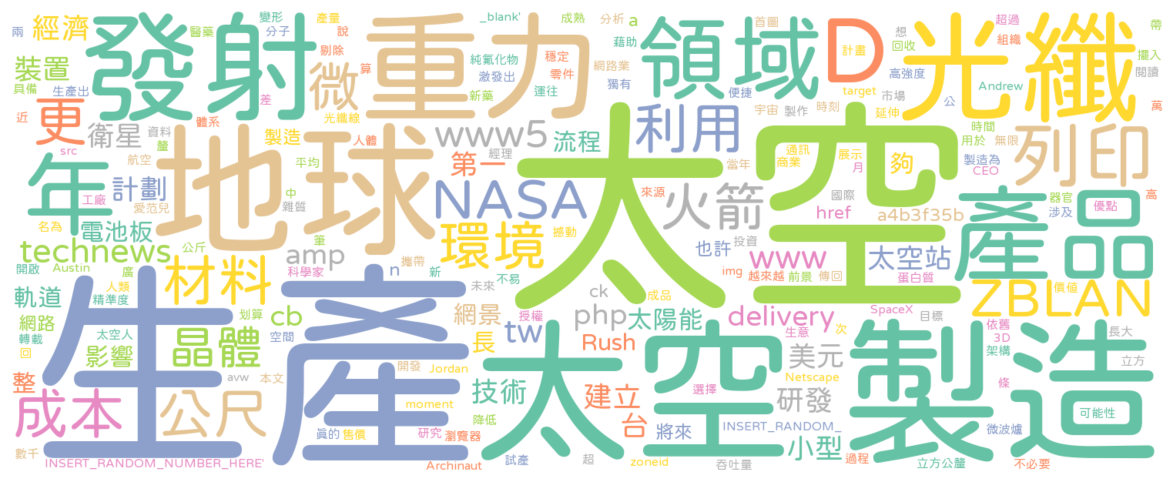 兩 經濟 變形 醫藥 分子 發射 產量 說 剔除 算 微 重力 _blank' 成熟 分析 a 首圖 領域 D 計畫 想 回收 超過 組織 光纖 帶 擺入 閱讀
裝置 具備 生產出 純氟化物 激發出 新藥 穩定 零件 運往 藉助 網路業 獨有 便捷 宇宙 製作 時刻 target 高強度 市場 延伸 公 Andrew 萬
近 更 src 衛星 資料 釐 體系 差 製造 光纖線 人體 www5 經理 流程 利用 通訊 商業 當年 展示 月 夠 時間 用於 無限 製造為 CEO 列印 高
年 工廠 計劃 航空 愛范兒 地球 平均 中 雜質 第一 NASA 太空 來源 火箭 國際 href a4b3f35b 器官 涉及 優點 產品
名為 電池板 technews 公斤 筆 amp 撼動 環境 不易 也許 投資 www 太空站 蛋白質
開啟 Austin 廣 人類 精準度 材料 科學家 n 攜帶 新 未來 ck img 越來越 前景 傳回 ZBLAN 價值
軌道 網路 轉載 太空人 划算 cb 空間 網景 授權 tw 成品 php 太陽能 delivery 生意 次 SpaceX 目標 依舊 3D 架構 長大 立方
回 影響 晶體 生產 長 Rush 太空 製造 美元 Netscape 條
整 avw 本文 開發 Jordan 技術 降低 建立 選擇 研發 可能性
成本 公尺 moment 台 將來 INSERT_RANDOM_ 小型 微波爐
數千 INSERT_RANDOM_NUMBER_HERE' 真的 售價 研究 瀏覽器 Archinaut 試產 超 zoneid 吞吐量 過程 立方公釐 不必要